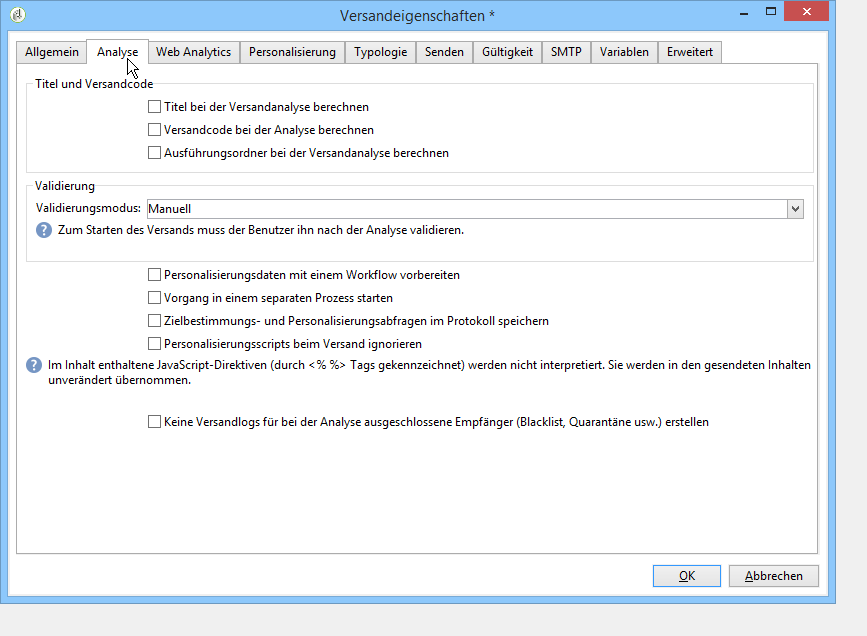 Versandeigenschaften *
Allgemein Analyse Web Analytics Personalisierung Typologie Senden Gültigkeit SMTP Variablen Erweitert
Titel und Versandcode
Titel bei der Versandanalyse berechnen
Versandcode bei der Analyse berechnen
Ausführungsordner bei der Versandanalyse berechnen
Validierung
Validierungsmodus: Manuell
? Zum Starten des Versands muss der Benutzer ihn nach der Analyse validieren.
Personalisierungsdaten mit einem Workflow vorbereiten
Vorgang in einem separaten Prozess starten
Zielbestimmungs- und Personalisierungsabfragen im Protokoll speichern
Personalisierungsscripts beim Versand ignorieren
? Im Inhalt enthaltene JavaScript-Direktiven (durch <% %> Tags gekennzeichnet) werden nicht interpretiert. Sie werden in den gesendeten Inhalten
unverändert übernommen.
Keine Versandlogs für bei der Analyse ausgeschlossene Empfänger (Blacklist, Quarantäne usw.) erstellen
OK Abbrechen